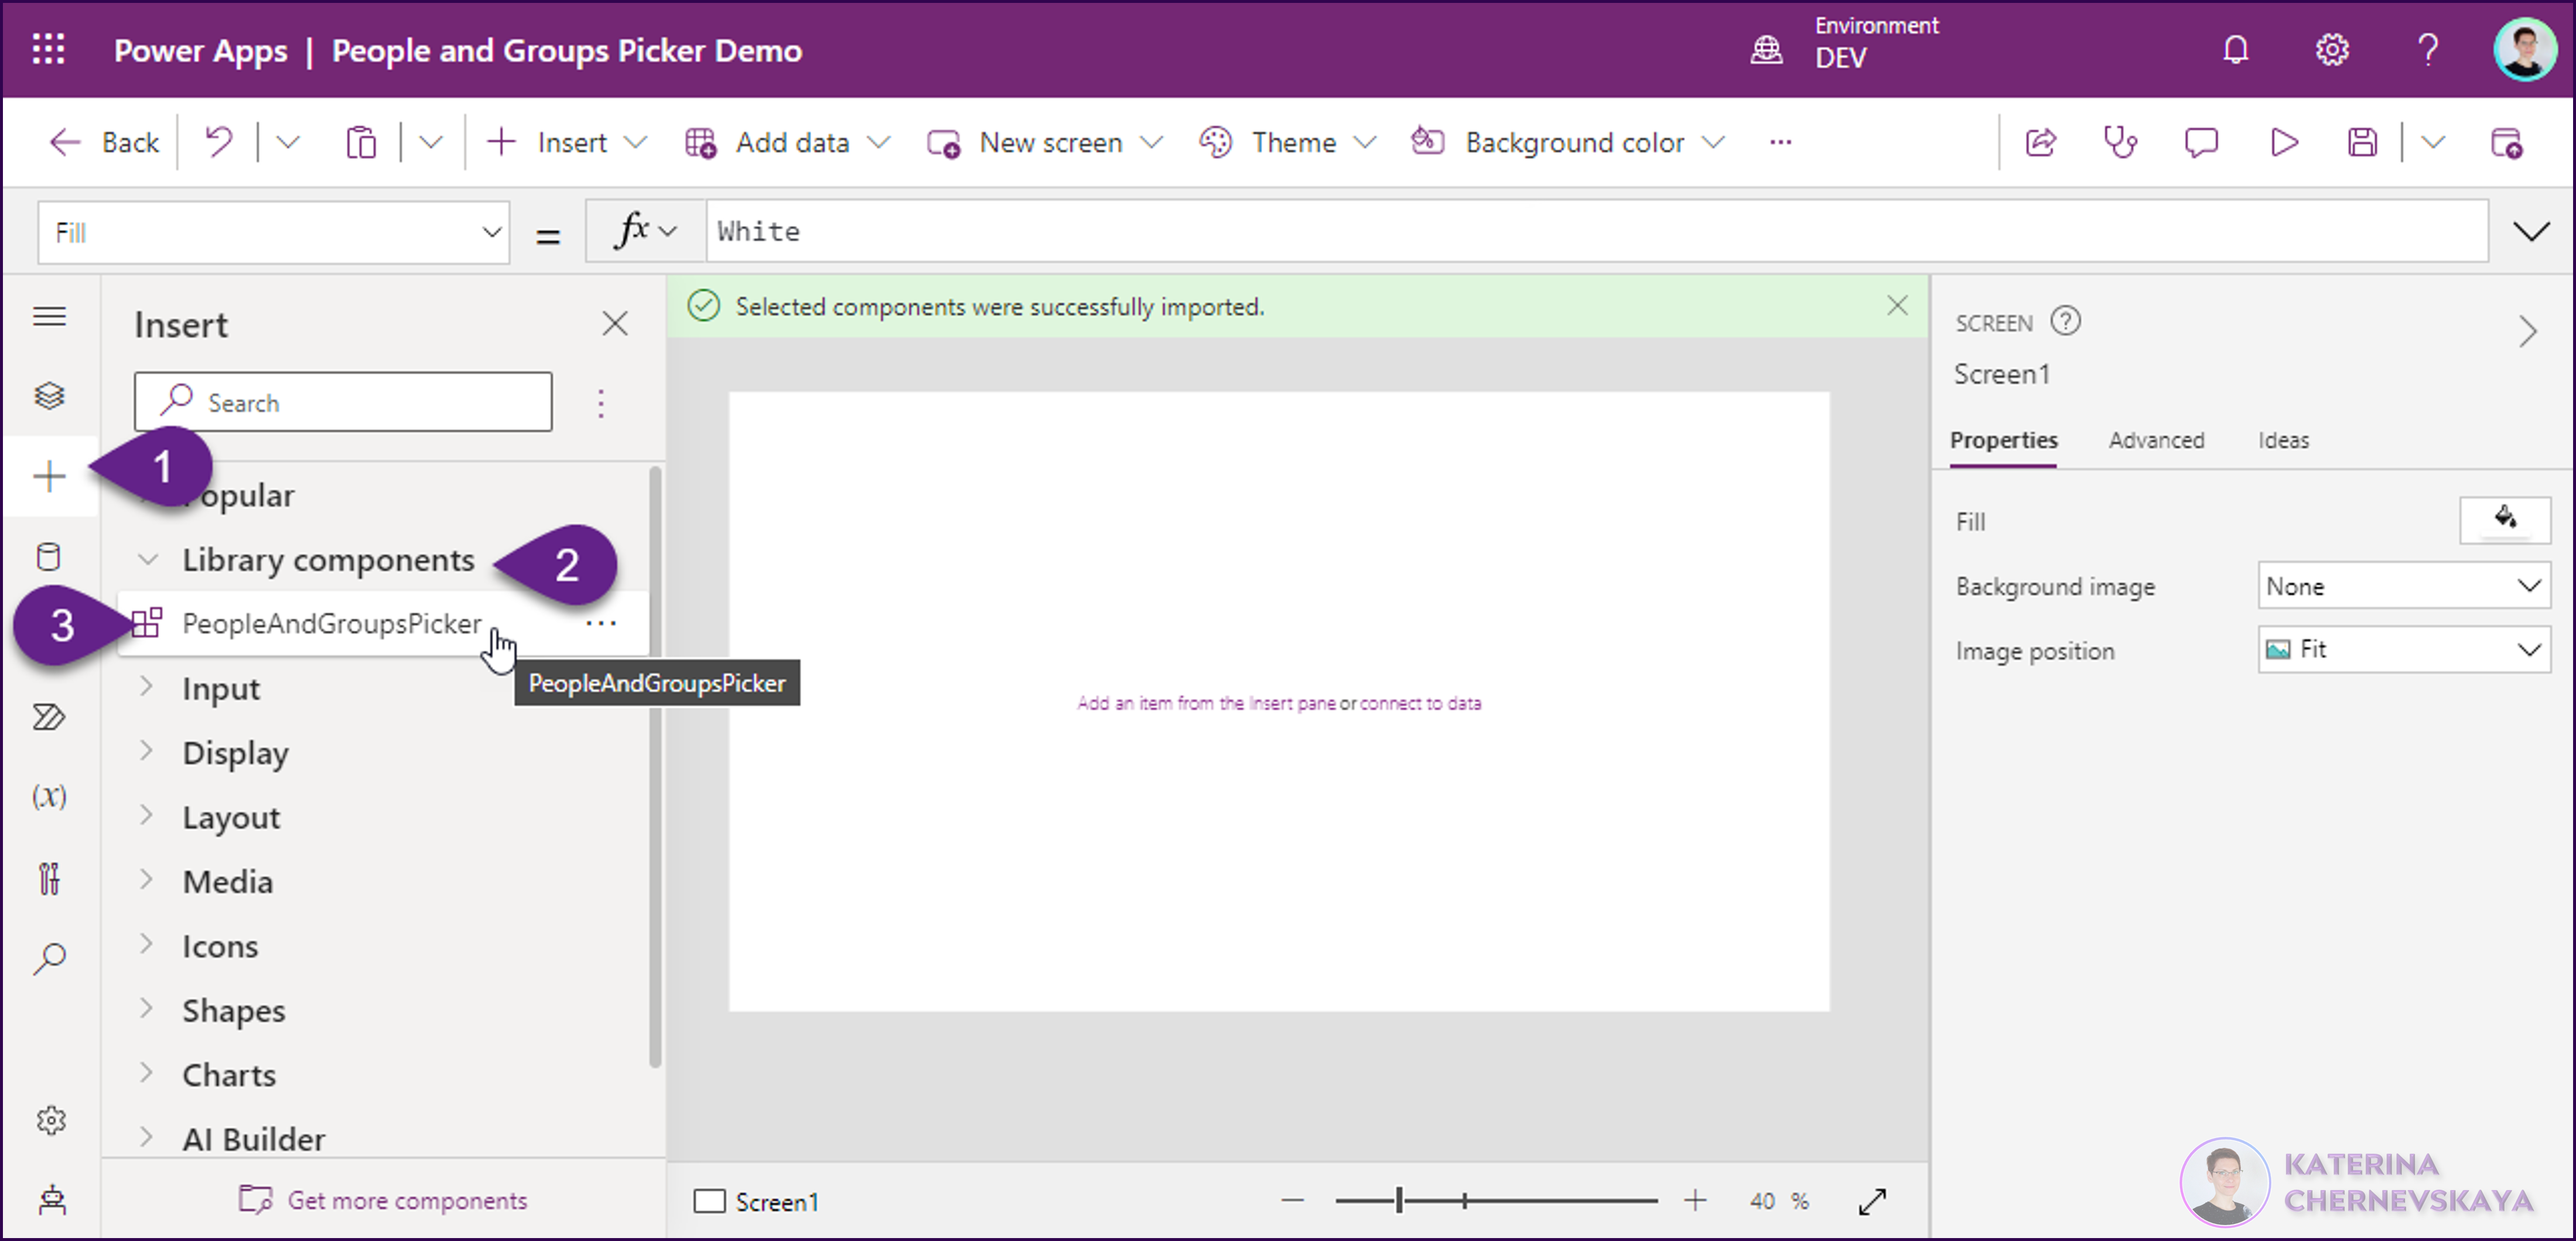 Power Apps | People and Groups Picker Demo
Environment
DEV
Back
Insert
Add data
New screen
Theme
Background color
...
Fill
=
fx
White
Insert
Search
1
opular
Library components
2
3
PeopleAndGroupsPicker
...
PeopleAndGroupsPicker
Input
Display
Layout
(x)
Media
Icons
Shapes
Charts
AI Builder
Get more components
Selected components were successfully imported.
Add an item from the Insert pane or connect to data
Screen1
40 %
SCREEN ?
Screen1
Properties
Advanced
Ideas
Fill
Background image
None
Image position
Fit
KATERINA
CHERNEVSKAYA